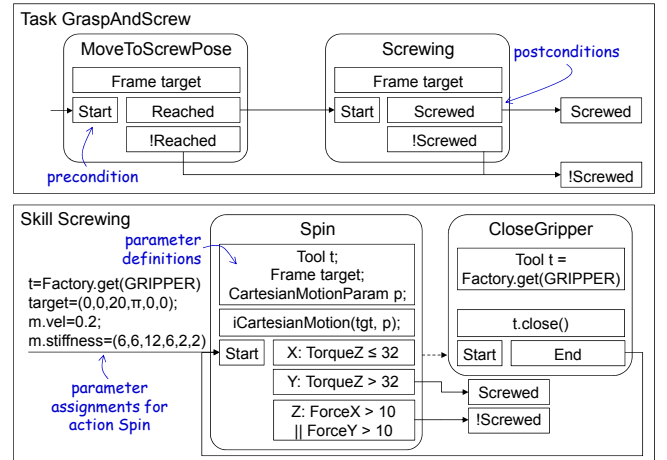 Task GraspAndScrew
MoveToScrewPose
Frame target
Start
Reached
!Reached
precondition
Screwing
Frame target
Start
Screwed
!Screwed
postconditions
Screwed
!Screwed
Skill Screwing
parameter
definitions
t=Factory.get(GRIPPER)
target=(0,0,20,π,0,0);
m.vel=0.2;
m.stiffness=(6,6,12,6,2,2)
parameter
assignments for
action Spin
Spin
Tool t;
Frame target;
CartesianMotionParam p;
iCartesianMotion(tgt, p);
Start
X: TorqueZ ≤ 32
Y: TorqueZ > 32
Z: ForceX > 10
|| ForceY > 10
CloseGripper
Tool t =
Factory.get(GRIPPER)
t.close()
Start
End
Screwed
!Screwed